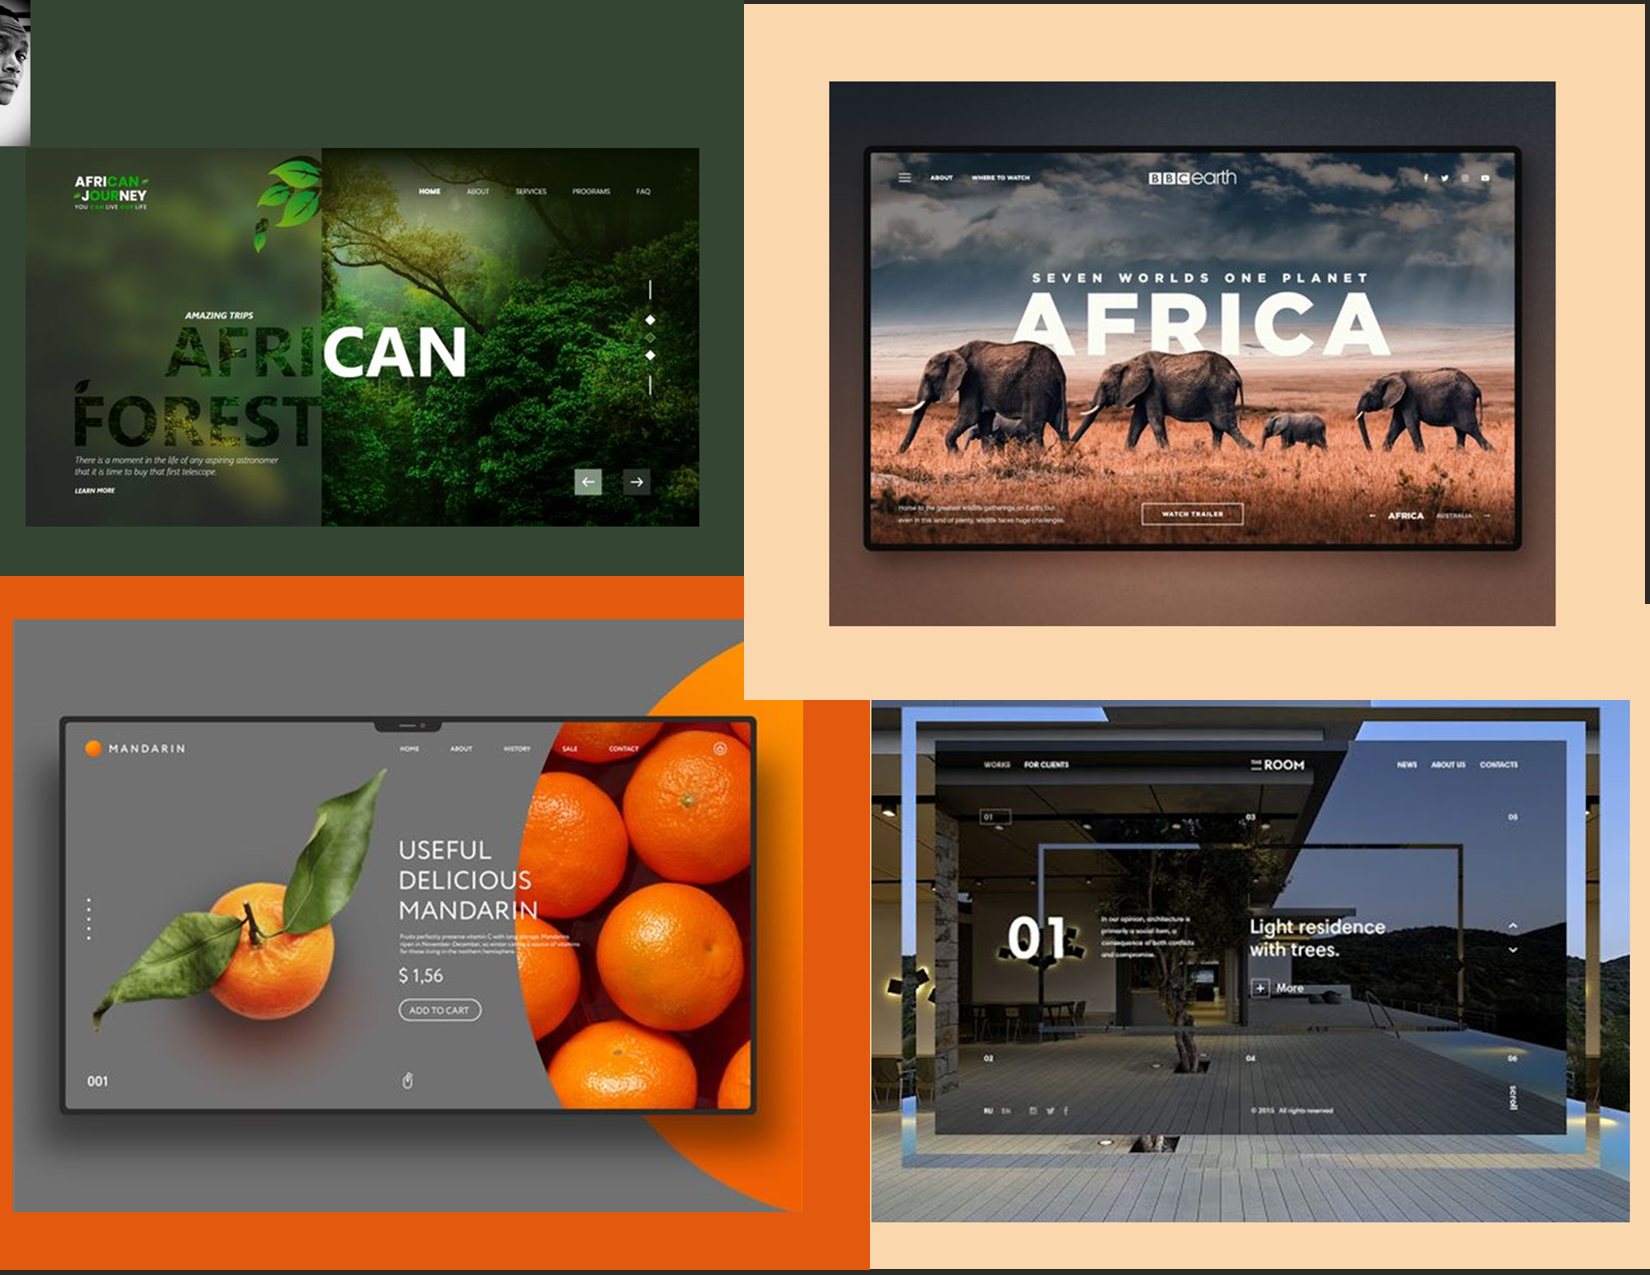 AFRICAN
JOURNEY
YOU CAN LIVE OUR LIFE
HOME ABOUT SERVICES PROGRAMS FAQ
AMAZING TRIPS
AFRICAN
FOREST
There is a moment in the life of any aspiring astronomer
that it is time to buy that first telescope.
LEARN MORE
ABOUT WHERE TO WATCH
BBC earth
SEVEN WORLDS ONE PLANET
AFRICA
Home to the greatest wildlife gatherings on Earth, but
even in this land of plenty, wildlife faces huge challenges.
WATCH TRAILER
AFRICA AUSTRALIA
MANDARIN
HOME ABOUT HISTORY SALE CONTACT
USEFUL
DELICIOUS
MANDARIN
Fruits perfectly preserve vitamin C with long storage. Mandarins
ripen in November-December, so winter can be a source of vitamins
for those living in the northern hemisphere.
$ 1,56
ADD TO CART
001
WORKS FOR CLIENTS
THE ROOM
NEWS ABOUT US CONTACTS
01 03 05
01
In our opinion, architecture is
primarily a social item, a
consequence of both conflicts
and compromise.
Light residence
with trees.
+ More
02 04 06
scroll
RU EN
© 2015 All rights reserved